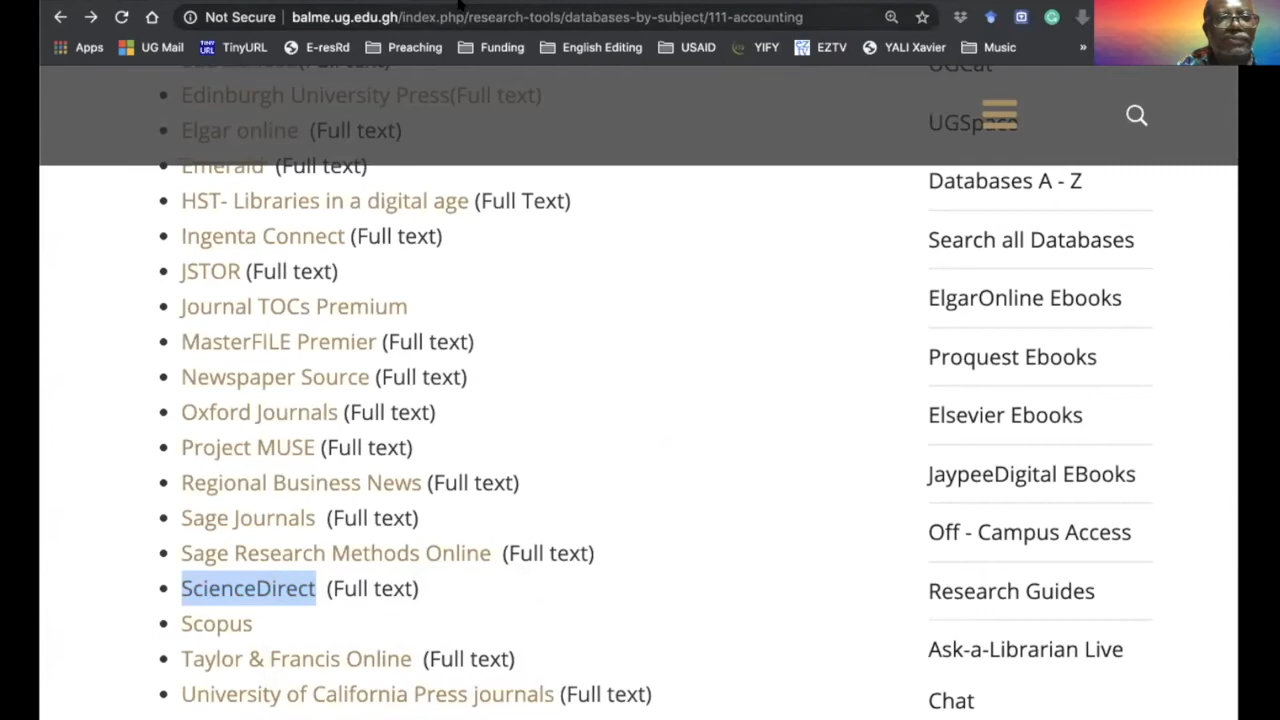 Not Secure
balme.ug.edu.gh/index.php/research-tools/databases-by-subject/111-accounting
Apps
UG Mail
TINY URL
TinyURL
E-resRd
Preaching
Funding
English Editing
USAID
YIFY
EZTV
YALI Xavier
Music
»
Edinburgh University Press(Full text)
Elgar online (Full text)
Emerald (Full text)
HST- Libraries in a digital age (Full Text)
Ingenta Connect (Full text)
JSTOR (Full text)
Journal TOCs Premium
MasterFILE Premier (Full text)
Newspaper Source (Full text)
Oxford Journals (Full text)
Project MUSE (Full text)
Regional Business News (Full text)
Sage Journals (Full text)
Sage Research Methods Online (Full text)
ScienceDirect (Full text)
Scopus
Taylor & Francis Online (Full text)
University of California Press journals (Full text)
UGCat
UGSpace
Databases A - Z
Search all Databases
ElgarOnline Ebooks
Proquest Ebooks
Elsevier Ebooks
JaypeeDigital EBooks
Off - Campus Access
Research Guides
Ask-a-Librarian Live
Chat